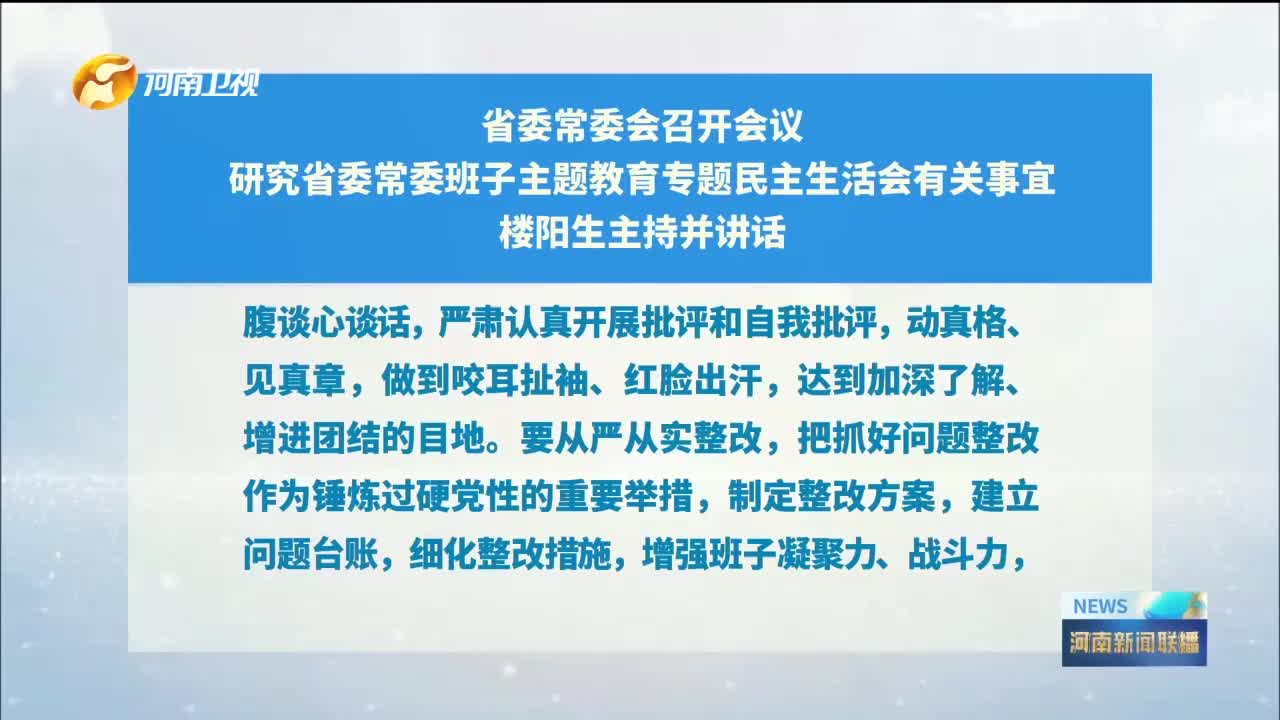 河南卫视
省委常委会召开会议
研究省委常委班子主题教育专题民主生活会有关事宜
楼阳生主持并讲话
腹谈心谈话，严肃认真开展批评和自我批评，动真格、
见真章，做到咬耳扯袖、红脸出汗，达到加深了解、
增进团结的目地。要从严从实整改，把抓好问题整改
作为锤炼过硬党性的重要举措，制定整改方案，建立
问题台账，细化整改措施，增强班子凝聚力、战斗力，
NEWS
河南新闻联播